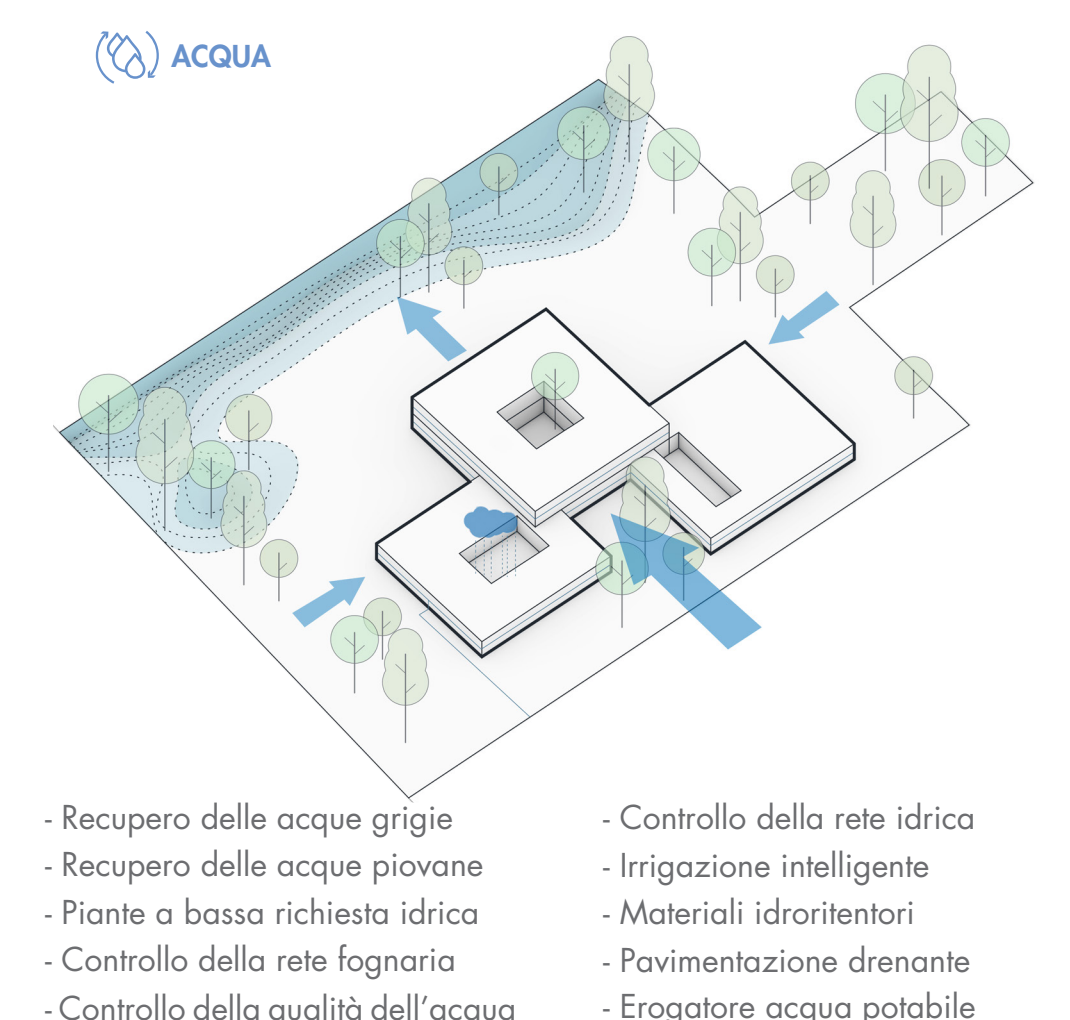 ACQUA
- Recupero delle acque grigie
- Recupero delle acque piovane
- Piante a bassa richiesta idrica
- Controllo della rete fognaria
- Controllo della qualità dell'acqua
- Controllo della rete idrica
- Irrigazione intelligente
- Materiali idroritentori
- Pavimentazione drenante
- Erogatore acqua potabile